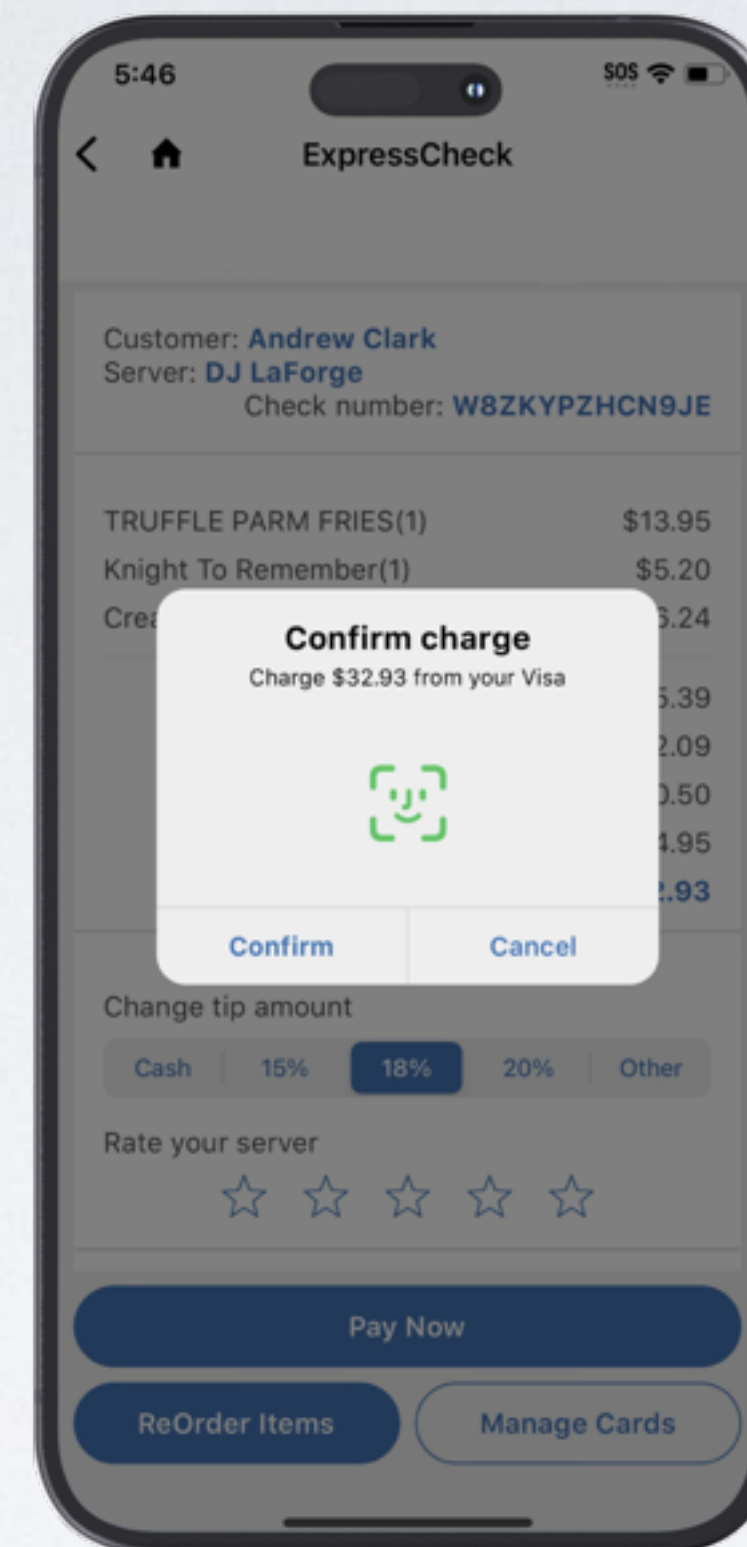 5:46 SOS
ExpressCheck
Customer: Andrew Clark
Server: DJ LaForge
Check number: W8ZKYPZHCN9JE
TRUFFLE PARM FRIES(1) $13.95
Knight To Remember(1) $5.20
Confirm charge
Charge $32.93 from your Visa
Confirm Cancel
Change tip amount
Cash 15% 18% 20% Other
Rate your server
Pay Now
ReOrder Items Manage Cards